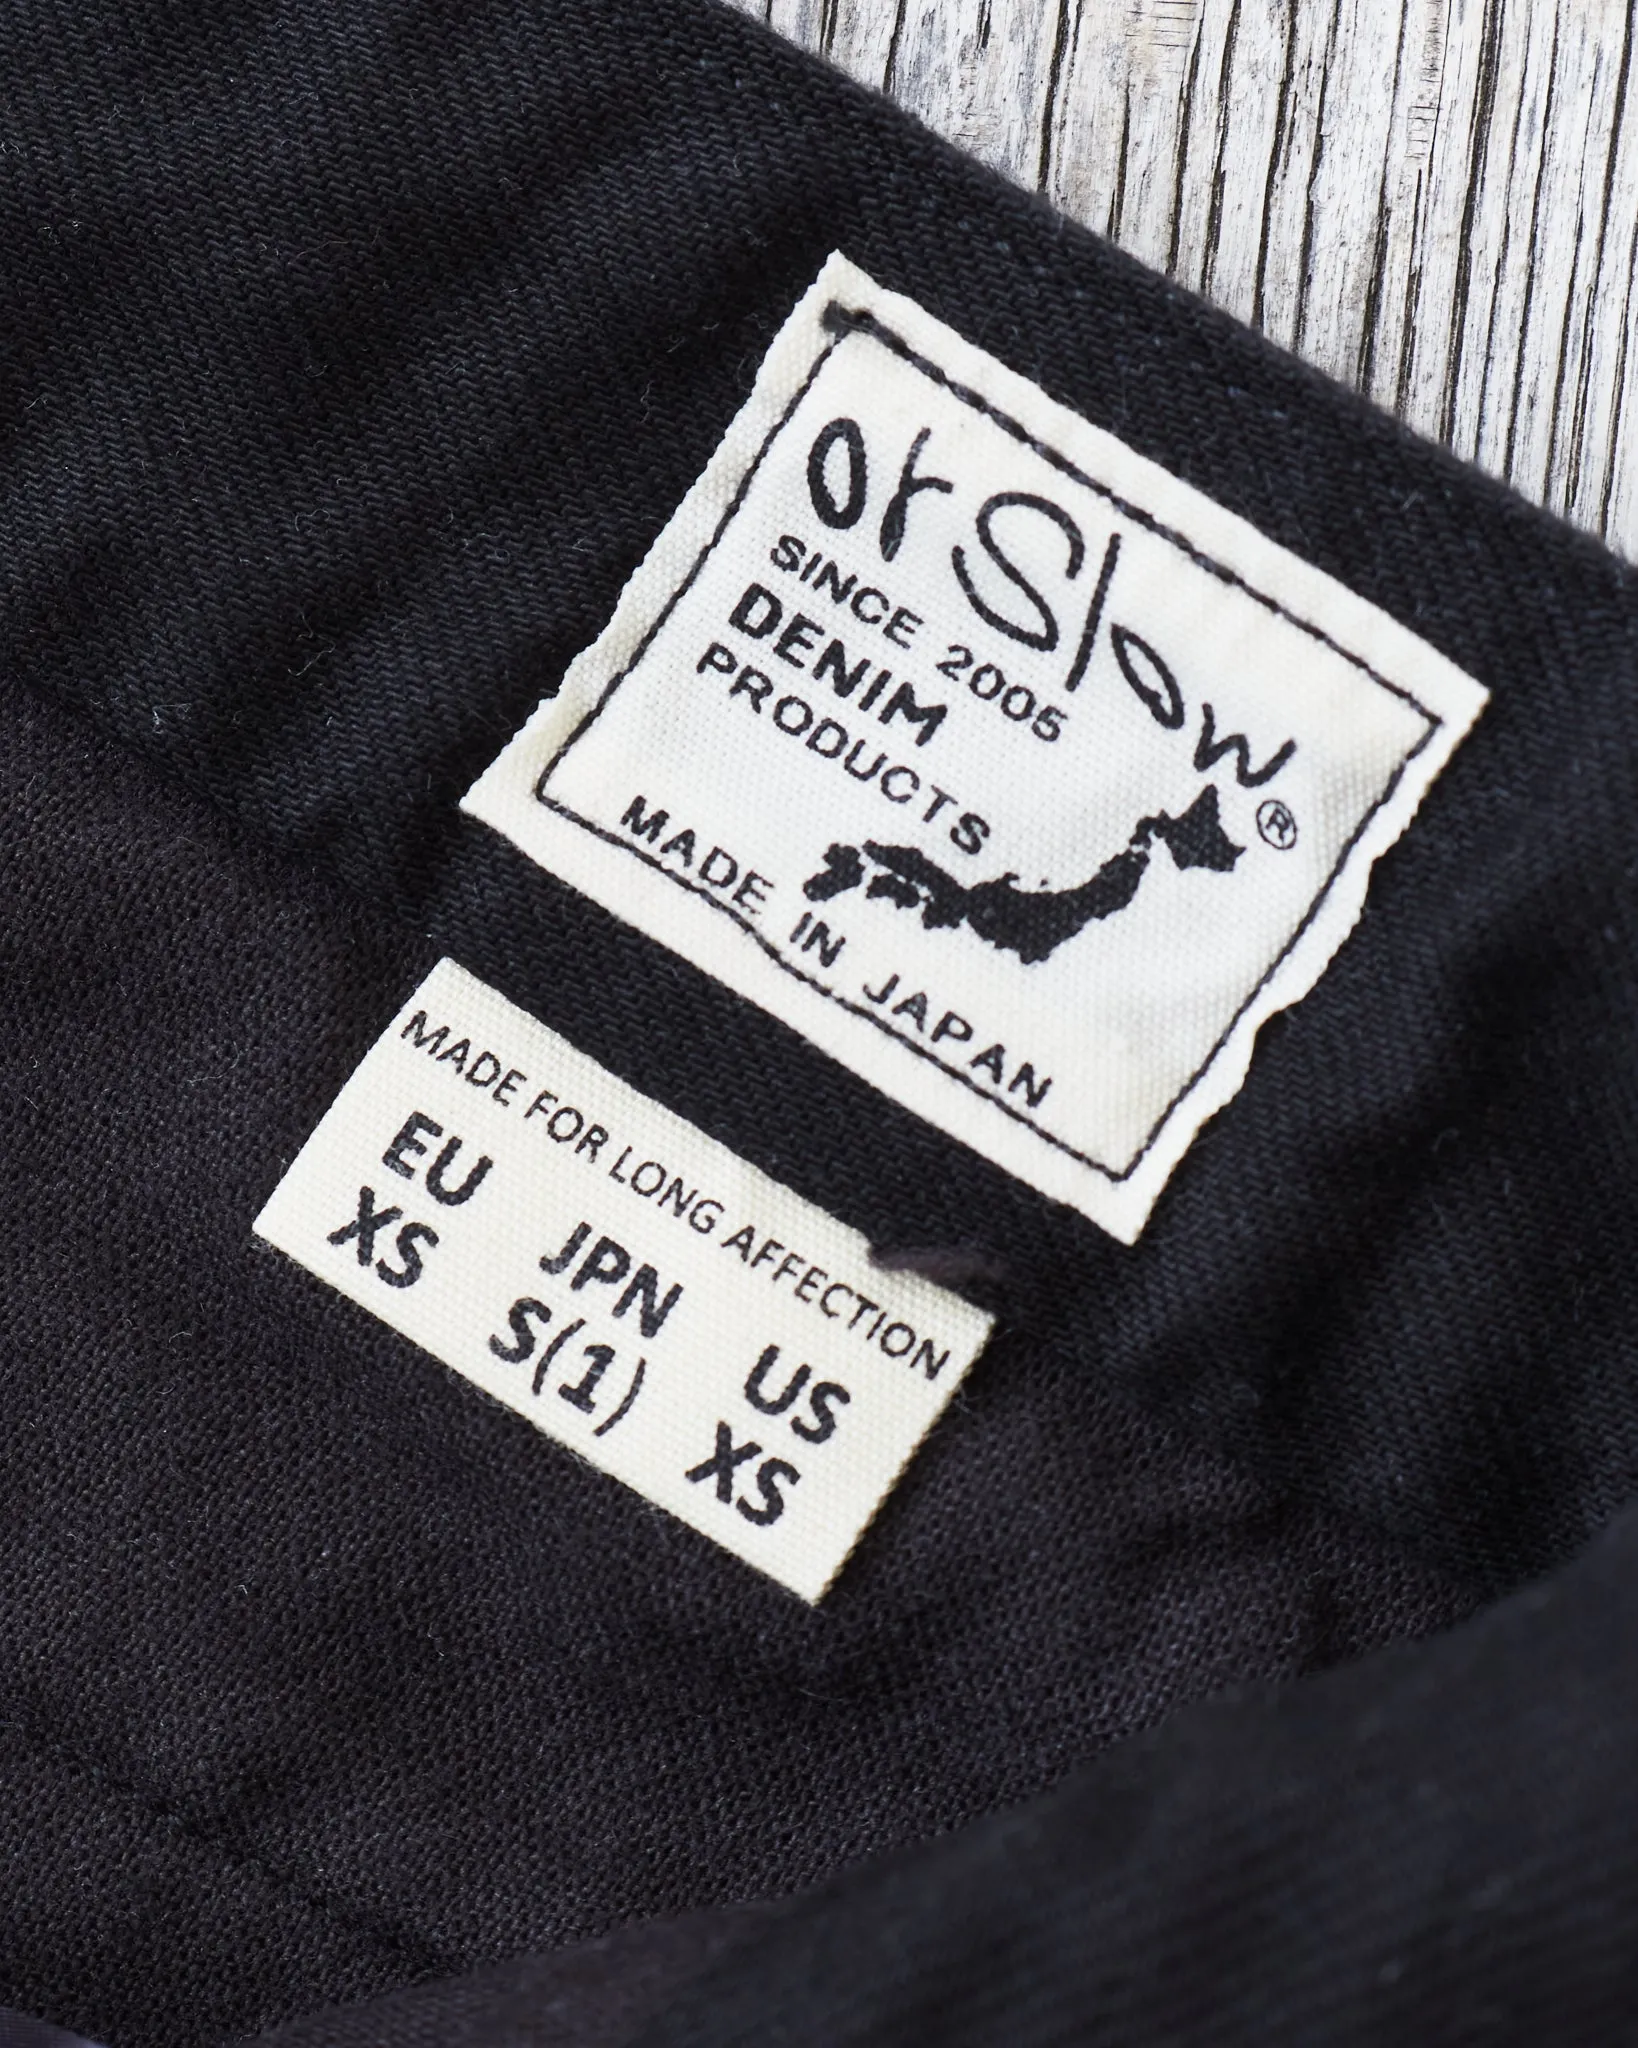 orslow®
SINCE 2005
DENIM
PRODUCTS
MADE IN JAPAN
MADE FOR LONG AFFECTION
EU JPN US
XS S(1) XS